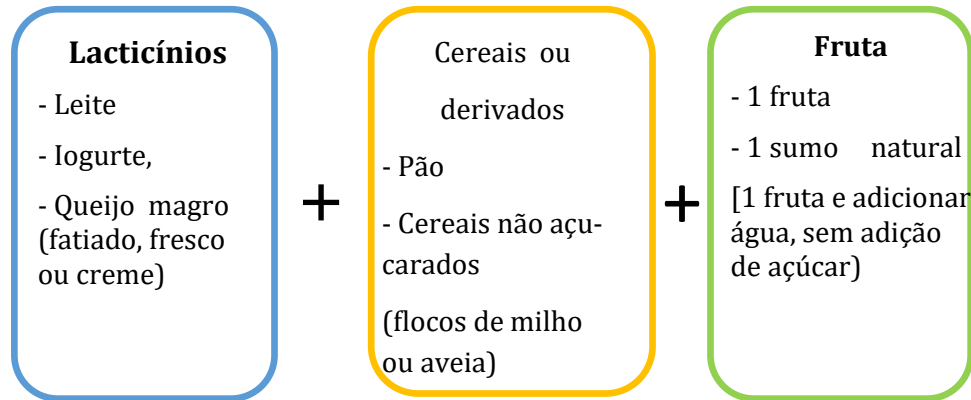 Lacticínios
- Leite
- Iogurte,
- Queijo magro
(fatiado, fresco
ou creme)
+
Cereais ou
derivados
- Pão
- Cereais não açu-
carados
(flocos de milho
ou aveia)
+
Fruta
- 1 fruta
- 1 sumo natural
[1 fruta e adicionar
água, sem adição
de açúcar)